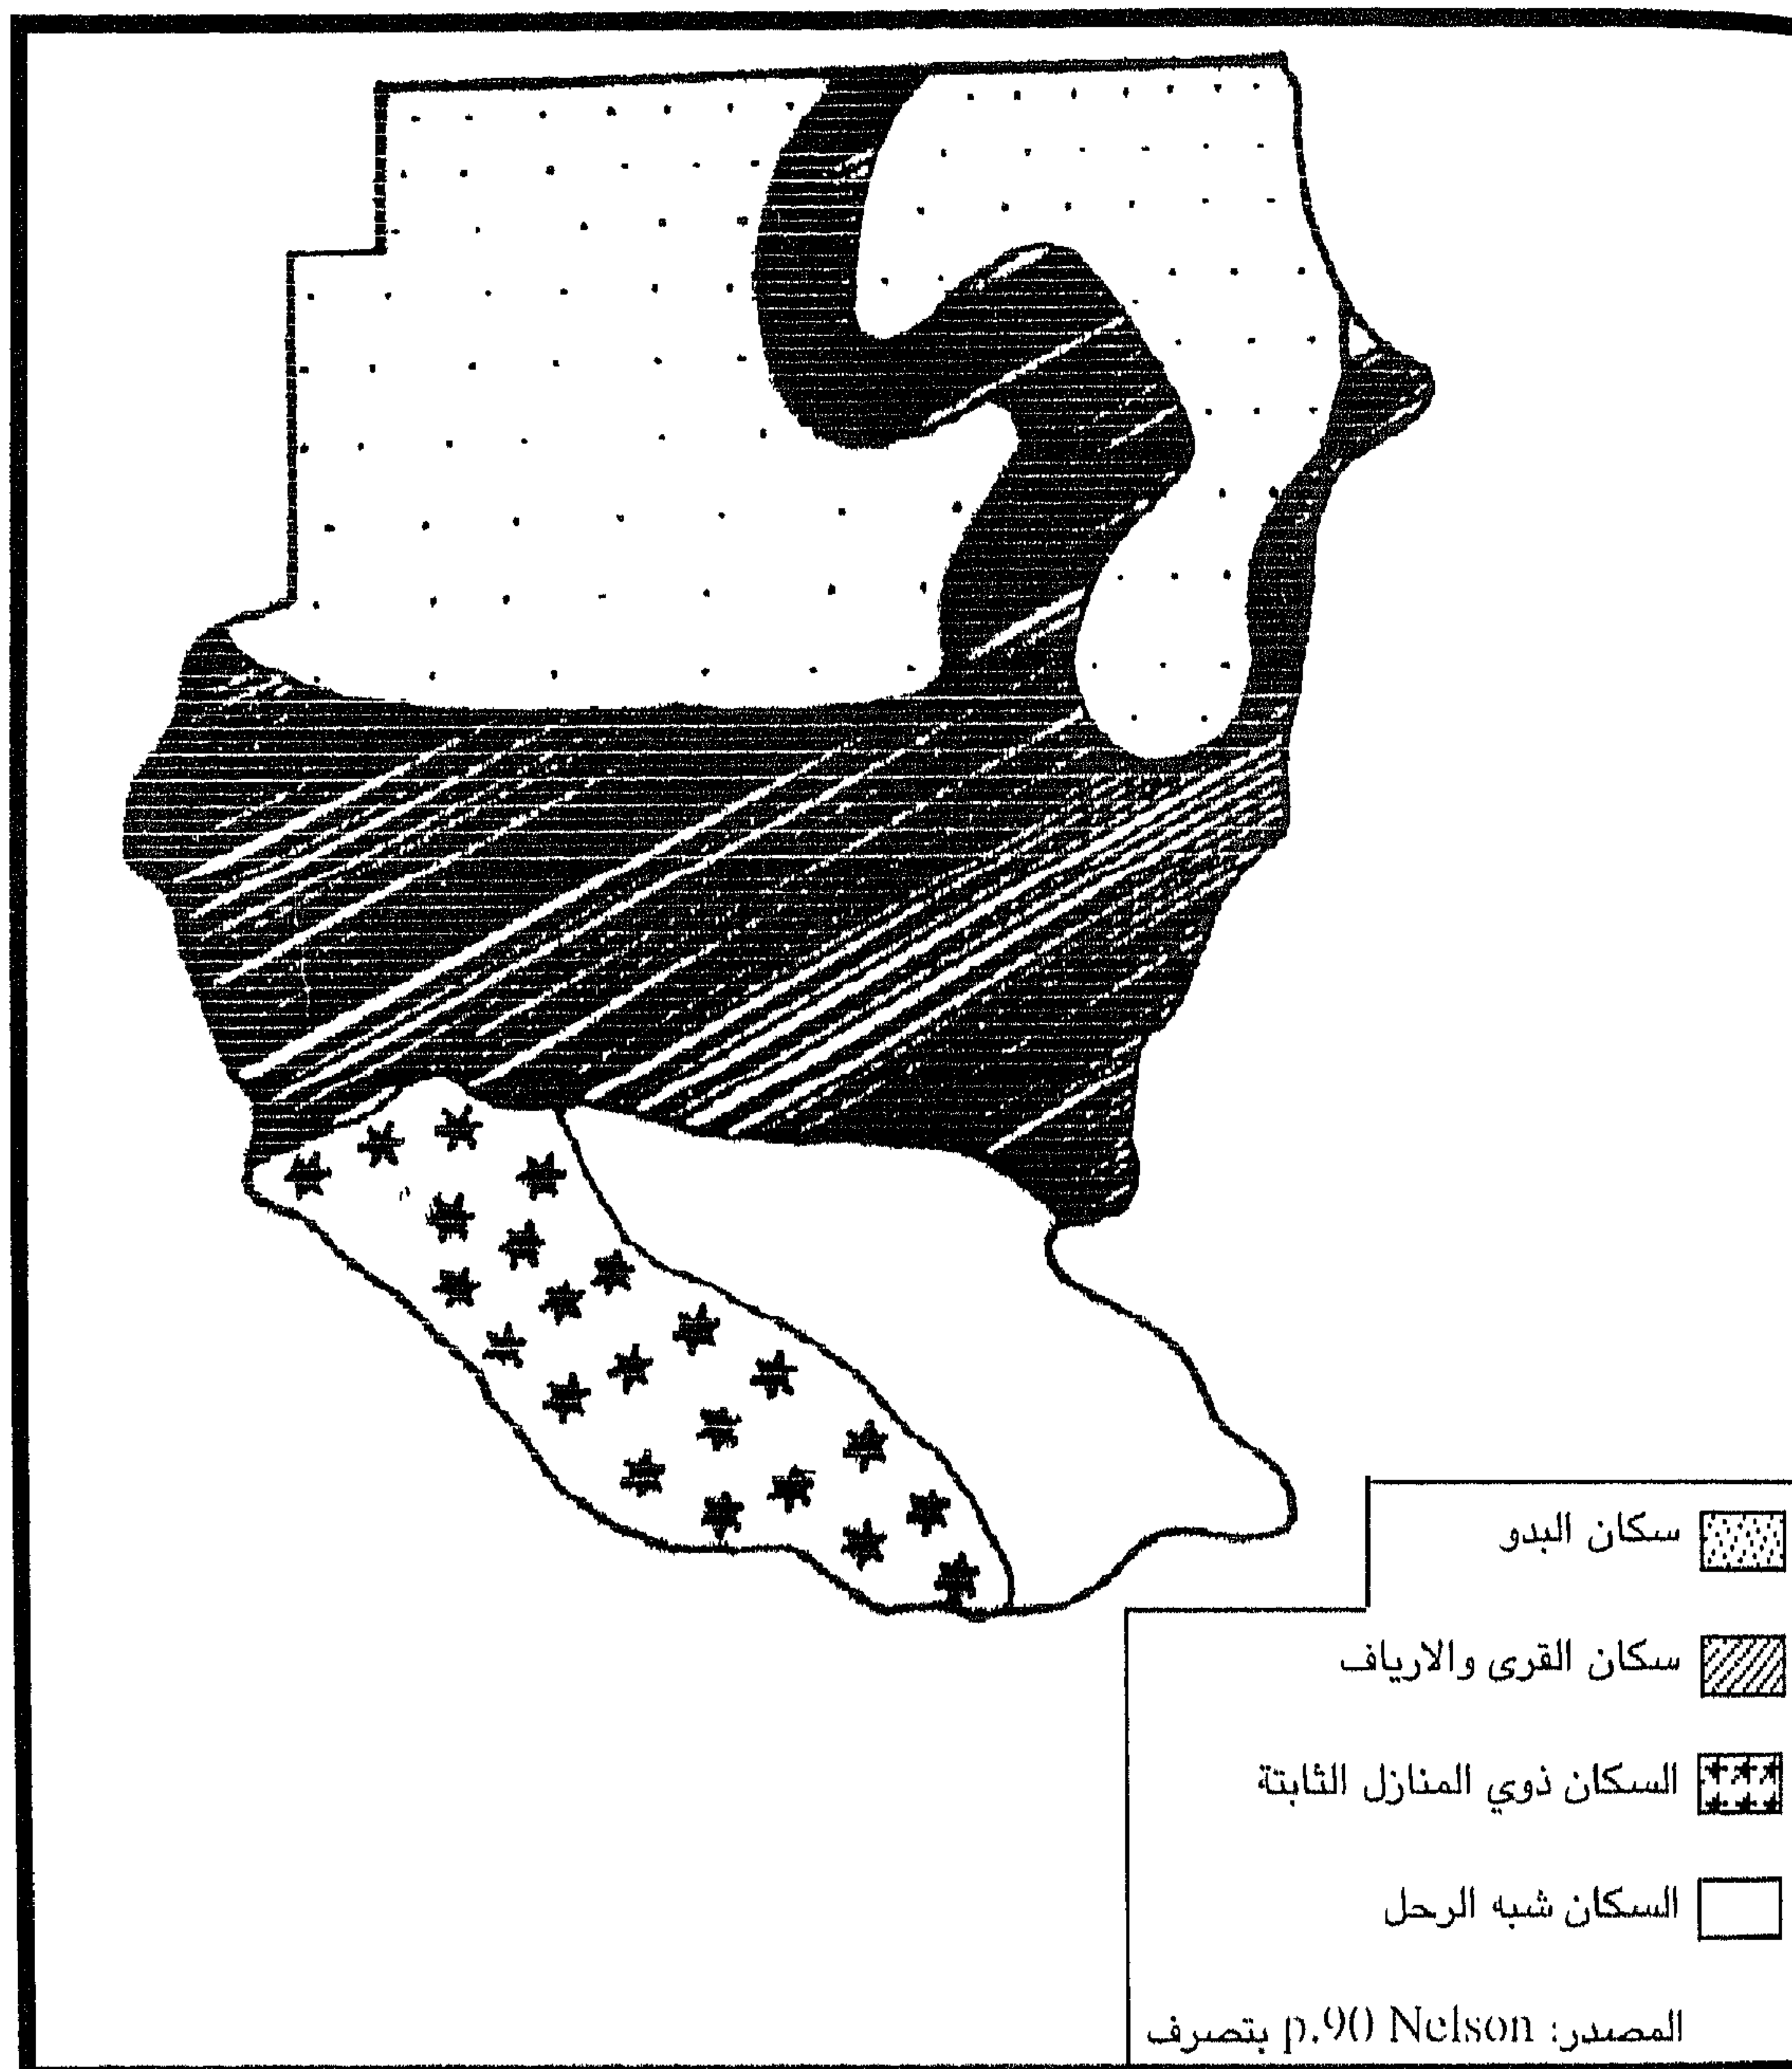 سكان البدو
سكان القرى والارياف
السكان ذوي المنازل الثابتة
السكان شبه الرحل
المصدر: p.90 Nelson بتصرف